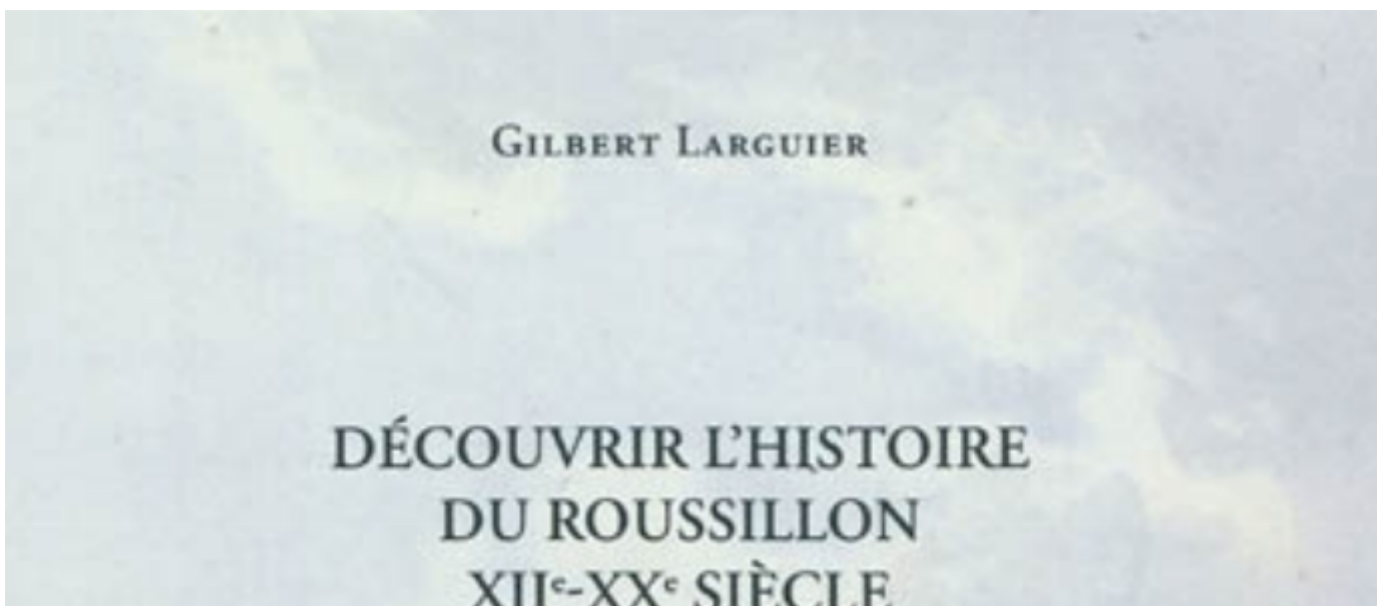 GILBERT LARGUIER
DÉCOUVRIR L'HISTOIRE
DU ROUSSILLON
XIIᵉ-XXᵉ SIÈCLE